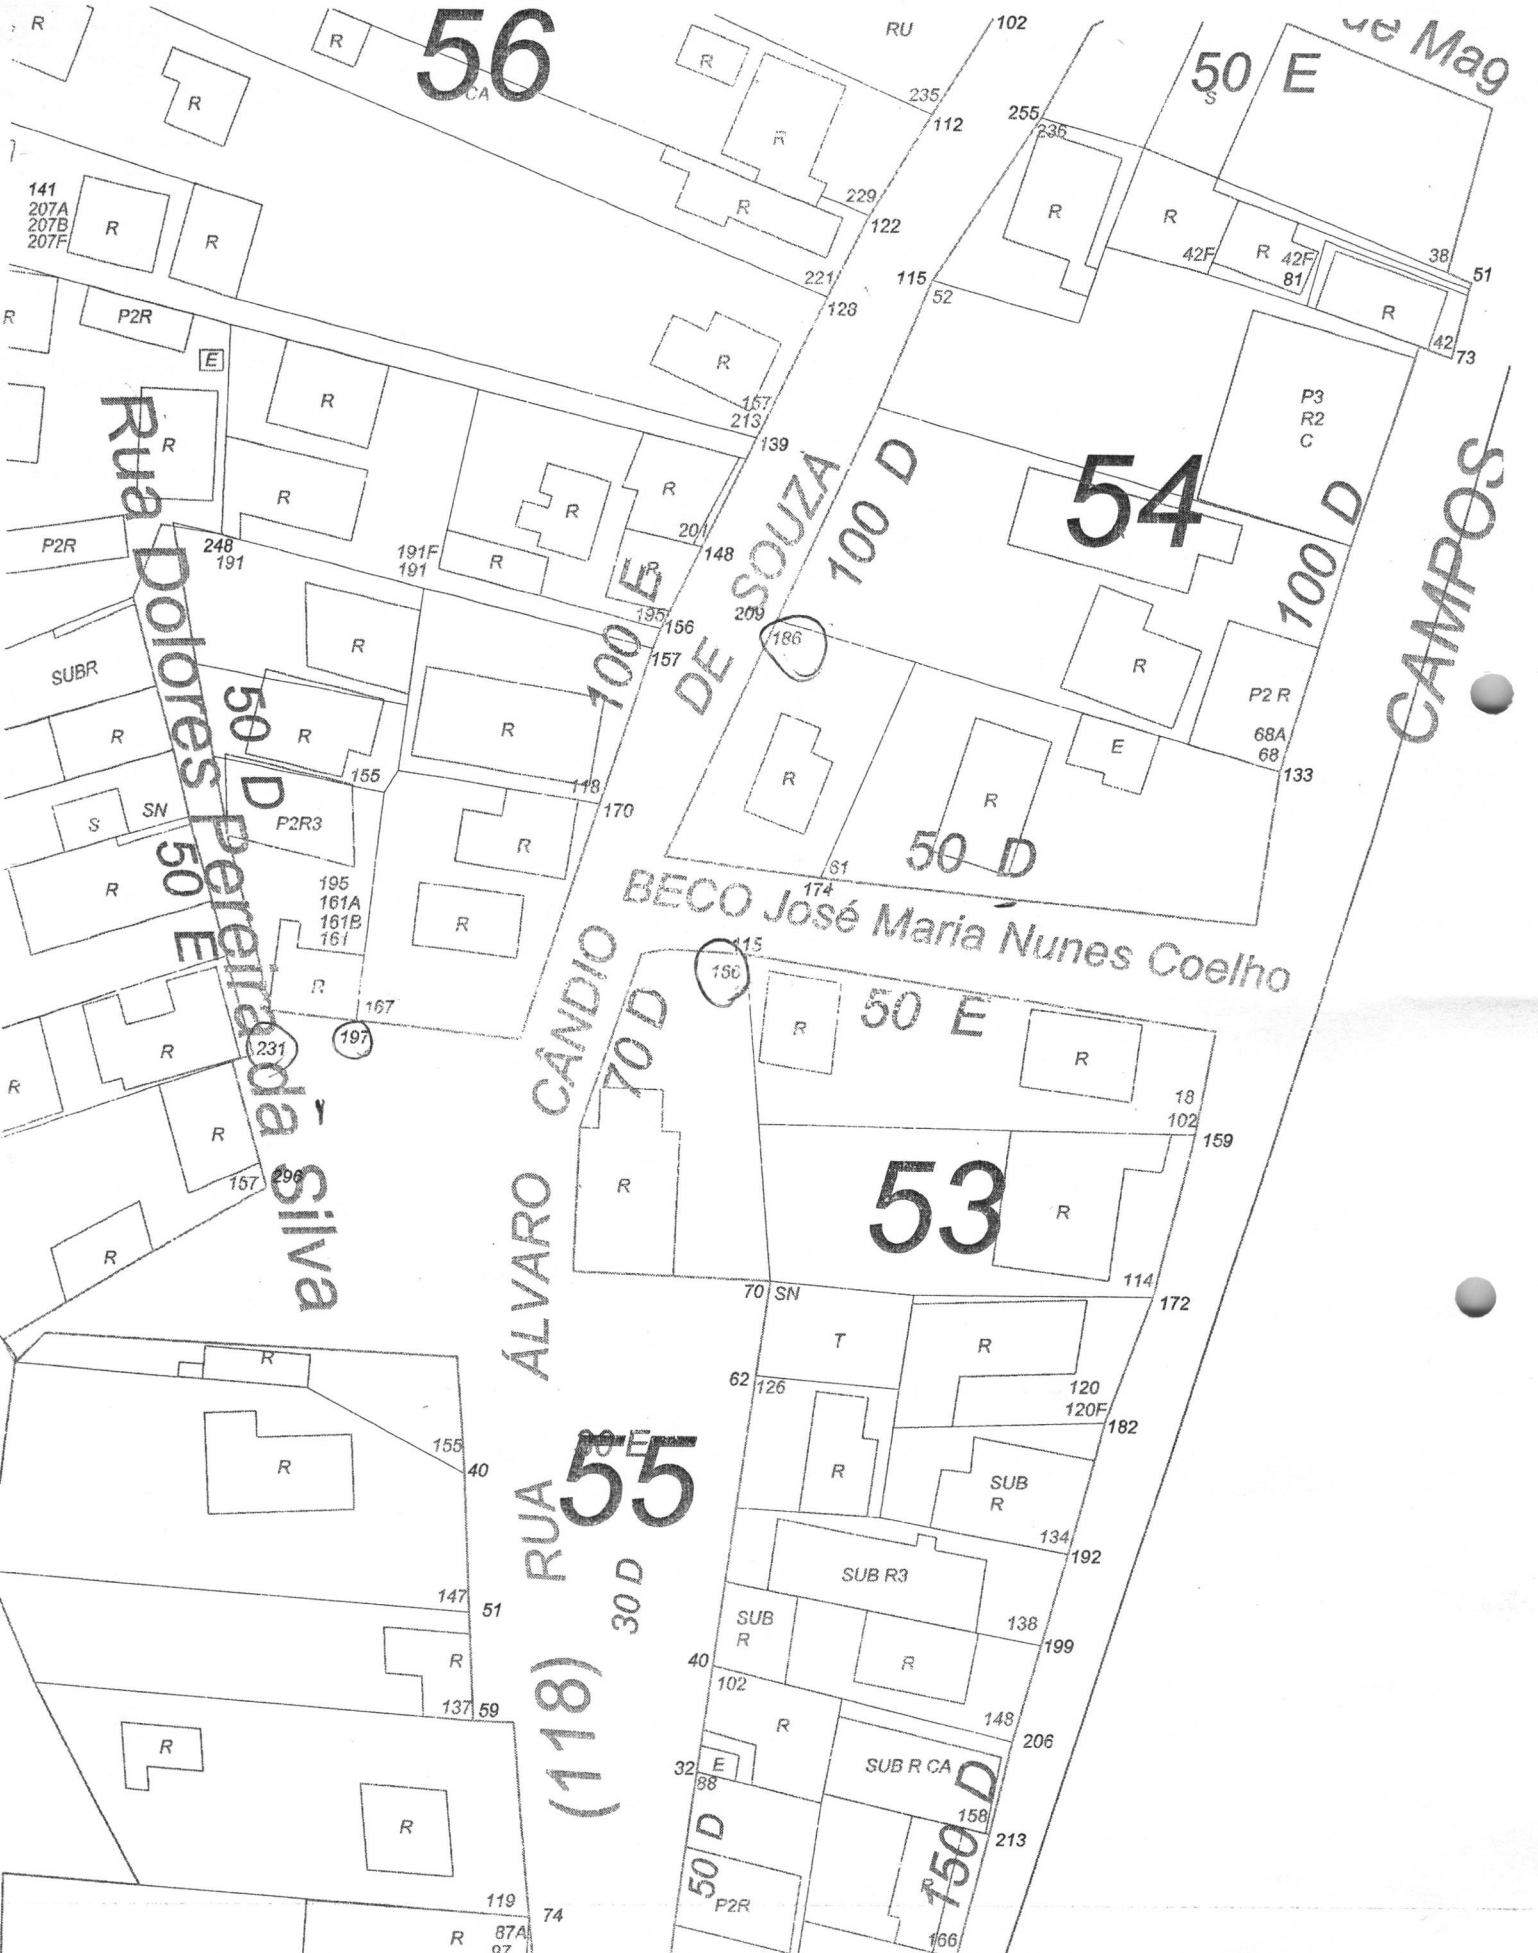 R
R
56
CA
RU
102
de Mag
50 E
S
R
R
235
112
255
236
R
R
141
207A
207B
207F
R
R
R
229
122
R
R
42F
R
42F
81
38
51
221
128
115
52
R
42
73
R
P2R
E
R
R
157
213
139
P3
R2
C
R
R
R
R
201
148
SOUZA
100 D
54
100 D
CAMPOS
P2R
248
191
191F
191
R
R
195
156
157
100 E
DE
209
186
Rua Dolores Pereira da Silva
SUBR
R
R
P2 R
68A
68
133
R
50 D
R
R
155
118
170
R
R
E
S
SN
P2R3
R
50 D
61
174
R
50 E
195
161A
161B
161
R
BECO José Maria Nunes Coelho
R
167
197
231
CÂNDIO
70 D
115
166
50 E
R
R
R
R
18
102
159
R
157
296
R
R
53
R
114
172
ÁLVARO
70
SN
T
R
R
62
126
120
120F
182
155
40
R
55
R
SUB
R
134
192
RUA
30 D
SUB R3
147
51
SUB
R
138
199
R
R
40
102
137
59
(118)
R
148
206
R
E
32
88
SUB R CA
158
213
R
50 D
150 D
P2R
R
119
74
R
87A
97
166